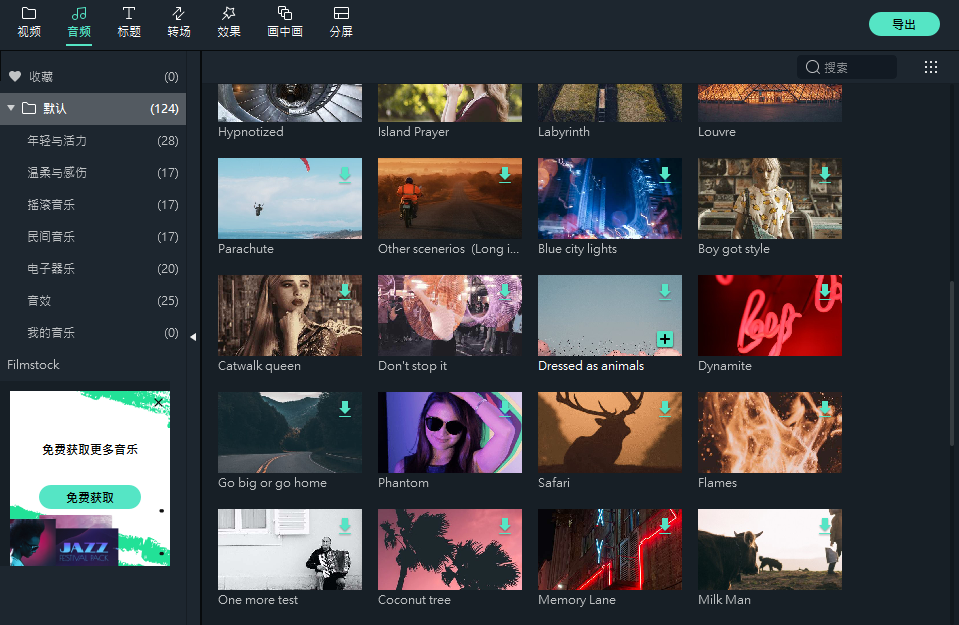 视频
音频
标题
转场
效果
画中画
分屏
导出
搜索
收藏 (0)
默认 (124)
年轻与活力 (28)
温柔与感伤 (17)
摇滚音乐 (17)
民间音乐 (17)
电子器乐 (20)
音效 (25)
我的音乐 (0)
Filmstock
免费获取更多音乐
免费获取
JAZZ
FESTIVAL PACK
Hypnotized
Island Prayer
Labyrinth
Louvre
Parachute
Other scenerios (Long i...
Blue city lights
Boy got style
Catwalk queen
Don't stop it
Dressed as animals
Dynamite
Go big or go home
Phantom
Safari
Flames
One more test
Coconut tree
Memory Lane
Milk Man